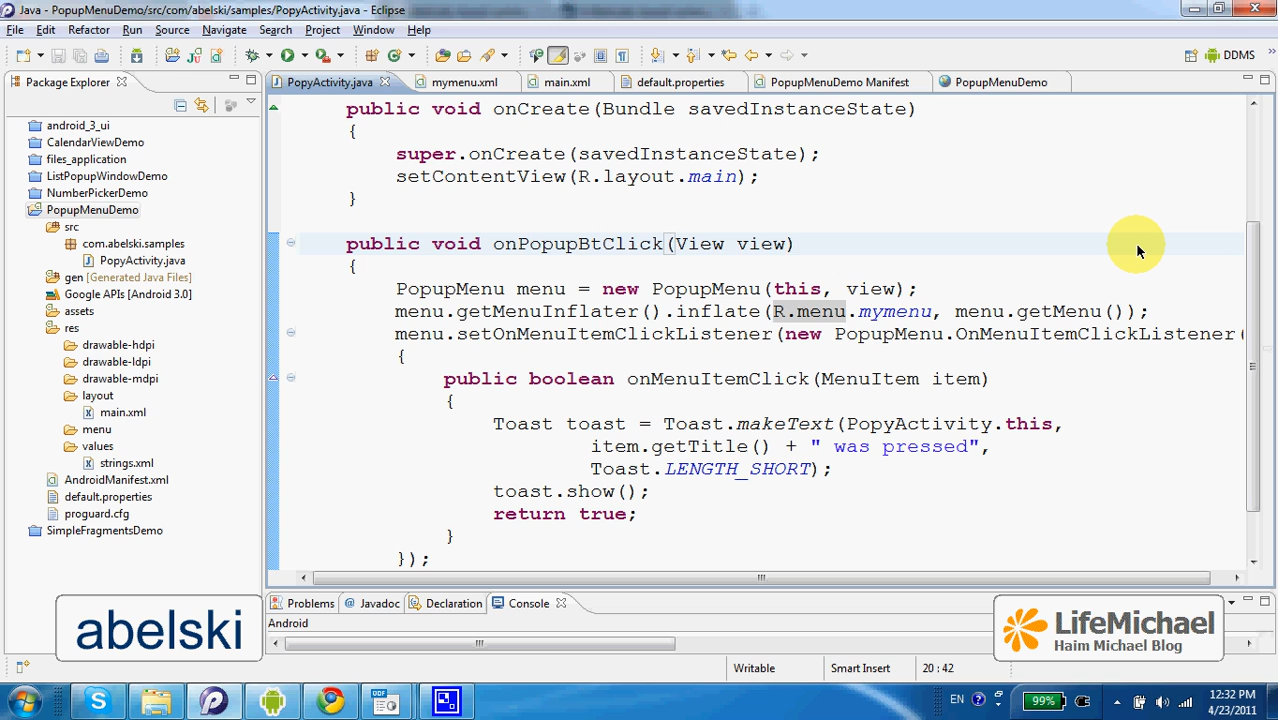 Java - PopupMenuDemo/src/com/abelski/samples/PopyActivity.java - Eclipse
File Edit Refactor Run Source Navigate Search Project Window Help
DDMS
Package Explorer
PopyActivity.java mymenu.xml main.xml default.properties PopupMenuDemo Manifest PopupMenuDemo
android_3_ui
CalendarViewDemo
files_application
ListPopupWindowDemo
NumberPickerDemo
PopupMenuDemo
src
com.abelski.samples
PopyActivity.java
gen [Generated Java Files]
Google APIs [Android 3.0]
assets
res
drawable-hdpi
drawable-ldpi
drawable-mdpi
layout
main.xml
menu
values
strings.xml
AndroidManifest.xml
default.properties
proguard.cfg
SimpleFragmentsDemo
public void onCreate(Bundle savedInstanceState)
{
super.onCreate(savedInstanceState);
setContentView(R.layout.main);
}
public void onPopupBtClick(View view)
{
PopupMenu menu = new PopupMenu(this, view);
menu.getMenuInflater().inflate(R.menu.mymenu, menu.getMenu());
menu.setOnMenuItemClickListener(new PopupMenu.OnMenuItemClickListener(
{
public boolean onMenuItemClick(MenuItem item)
{
Toast toast = Toast.makeText(PopyActivity.this,
item.getTitle() + " was pressed",
Toast.LENGTH_SHORT);
toast.show();
return true;
}
});
Problems @ Javadoc Declaration Console
Android
abelski
LifeMichael
Haim Michael Blog
Writable Smart Insert 20 : 42
EN 99% 12:32 PM
4/23/2011